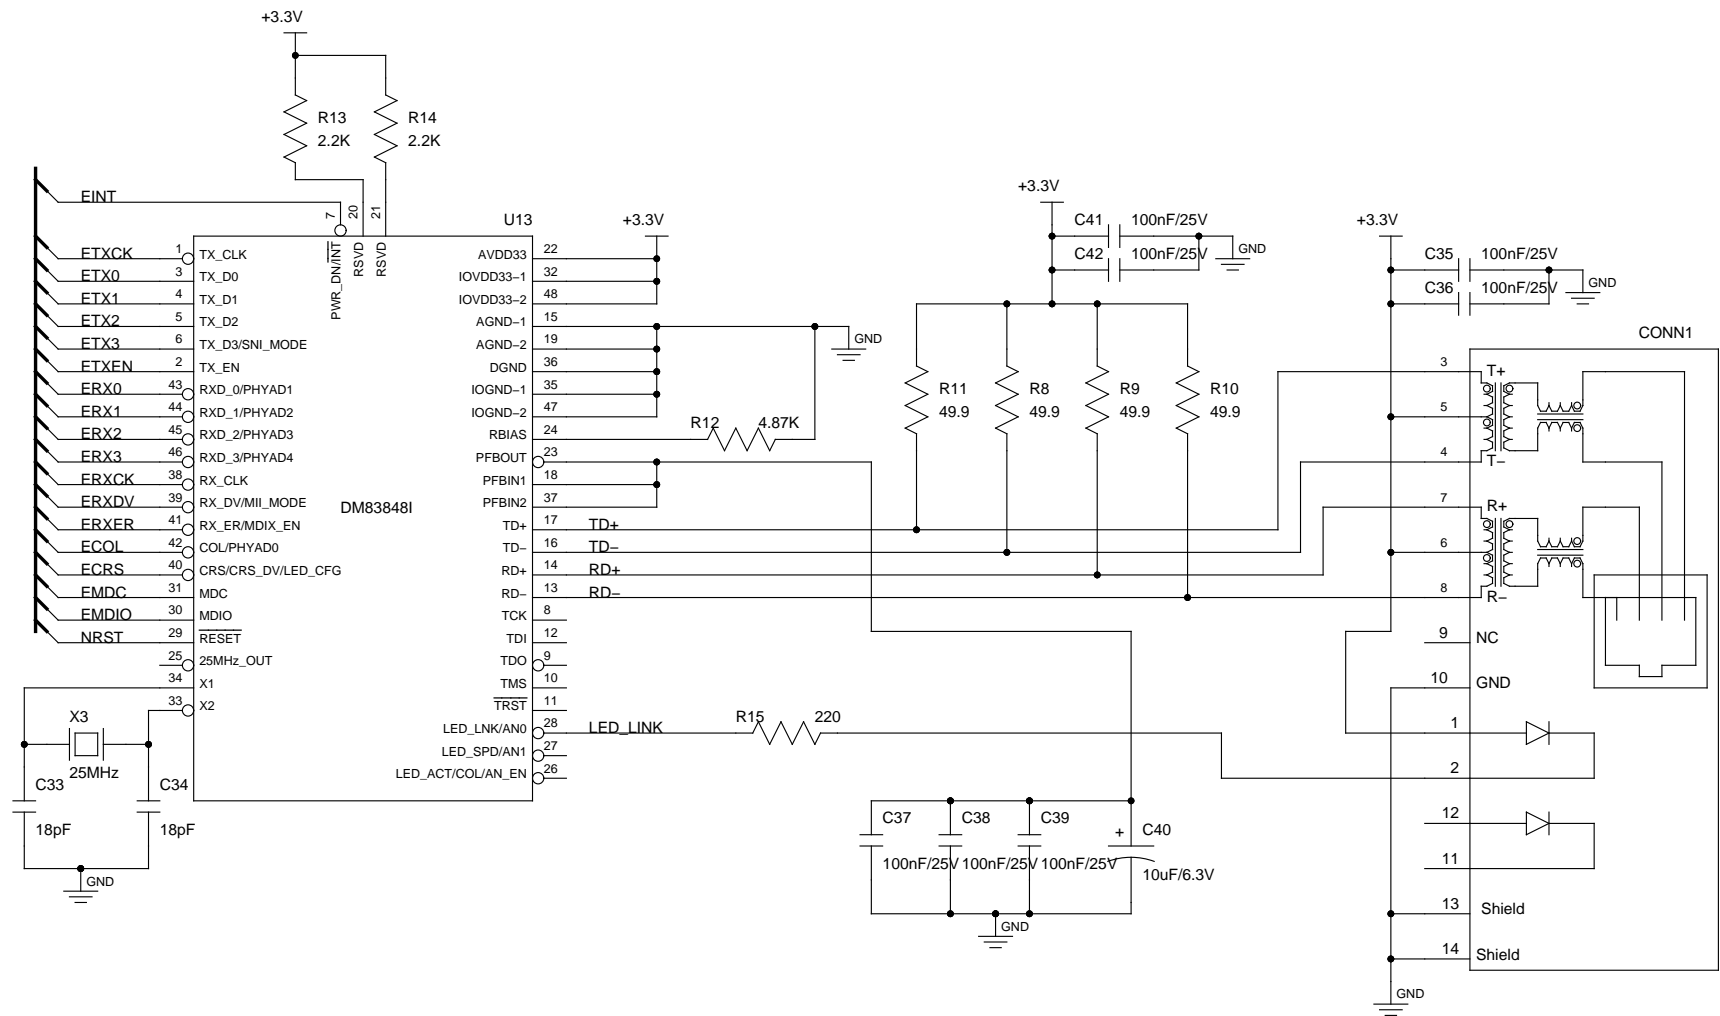 +3.3V
R13
2.2K
R14
2.2K
EINT
7
20
21
U13
+3.3V
PWR_DN/INT
RSVD
RSVD
ETXCK 1 TX_CLK
ETX0 3 TX_D0
ETX1 4 TX_D1
ETX2 5 TX_D2
ETX3 6 TX_D3/SNI_MODE
ETXEN 2 TX_EN
ERX0 43 RXD_0/PHYAD1
ERX1 44 RXD_1/PHYAD2
ERX2 45 RXD_2/PHYAD3
ERX3 46 RXD_3/PHYAD4
ERXCK 38 RX_CLK
ERXDV 39 RX_DV/MII_MODE
ERXER 41 RX_ER/MDIX_EN
ECOL 42 COL/PHYAD0
ECRS 40 CRS/CRS_DV/LED_CFG
EMDC 31 MDC
EMDIO 30 MDIO
NRST 29 RESET
25 25MHz_OUT
34 X1
33 X2
DM83848I
AVDD33 22
IOVDD33−1 32
IOVDD33−2 48
AGND−1 15
AGND−2 19
DGND 36
IOGND−1 35
IOGND−2 47
RBIAS 24
PFBOUT 23
PFBIN1 18
PFBIN2 37
TD+ 17 TD+
TD− 16 TD−
RD+ 14 RD+
RD− 13 RD−
TCK 8
TDI 12
TDO 9
TMS 10
TRST 11
LED_LNK/AN0 28 LED_LINK
LED_SPD/AN1 27
LED_ACT/COL/AN_EN 26
GND
R12 4.87K
R15 220
X3
25MHz
C33
18pF
C34
18pF
GND
+3.3V
C41 100nF/25V
C42 100nF/25V
GND
R11
49.9
R8
49.9
R9
49.9
R10
49.9
C37
100nF/25V
C38
100nF/25V
C39
100nF/25V
+
C40
10uF/6.3V
GND
+3.3V
C35 100nF/25V
C36 100nF/25V
GND
CONN1
3 T+
5
4 T−
7 R+
6
8 R−
9 NC
10 GND
1
2
12
11
13 Shield
14 Shield
GND